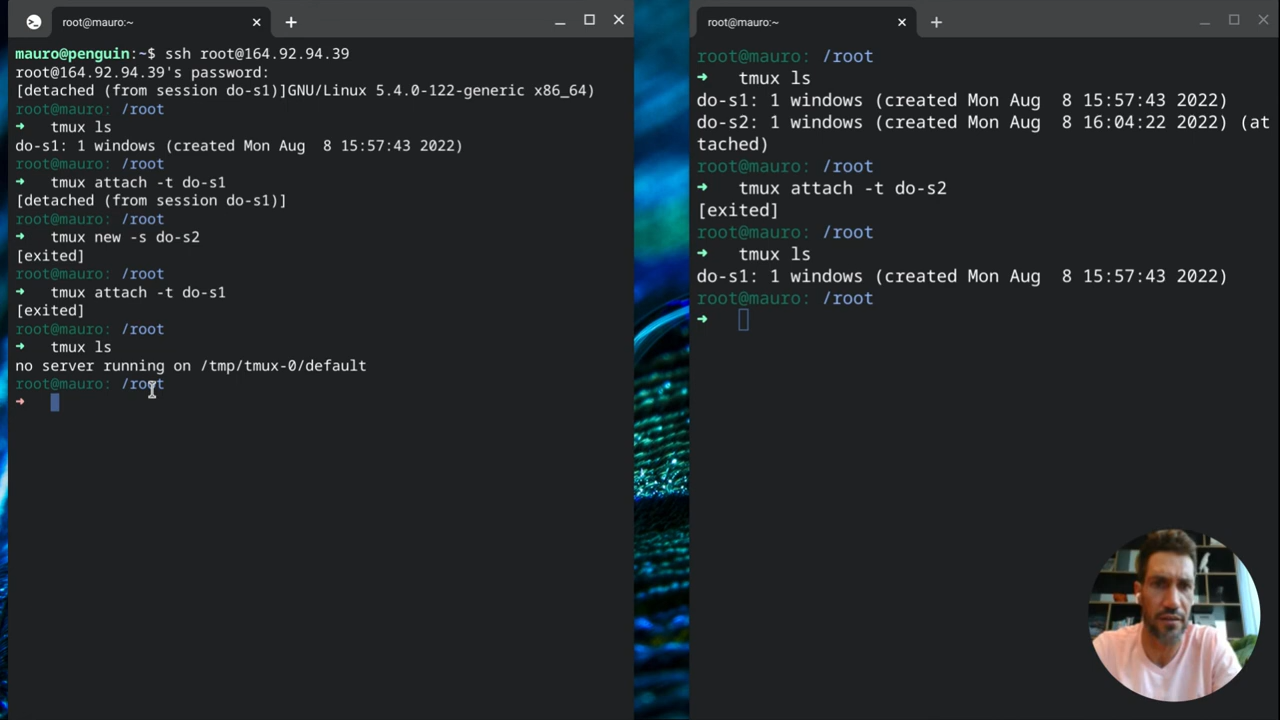 root@mauro:~
mauro@penguin:~$ ssh root@164.92.94.39
root@164.92.94.39's password:
[detached (from session do-s1)]GNU/Linux 5.4.0-122-generic x86_64)
root@mauro: /root
➜ tmux ls
do-s1: 1 windows (created Mon Aug  8 15:57:43 2022)
root@mauro: /root
➜ tmux attach -t do-s1
[detached (from session do-s1)]
root@mauro: /root
➜ tmux new -s do-s2
[exited]
root@mauro: /root
➜ tmux attach -t do-s1
[exited]
root@mauro: /root
➜ tmux ls
no server running on /tmp/tmux-0/default
root@mauro: /root
➜
root@mauro:~
root@mauro: /root
➜ tmux ls
do-s1: 1 windows (created Mon Aug  8 15:57:43 2022)
do-s2: 1 windows (created Mon Aug  8 16:04:22 2022) (at
tached)
root@mauro: /root
➜ tmux attach -t do-s2
[exited]
root@mauro: /root
➜ tmux ls
do-s1: 1 windows (created Mon Aug  8 15:57:43 2022)
root@mauro: /root
➜